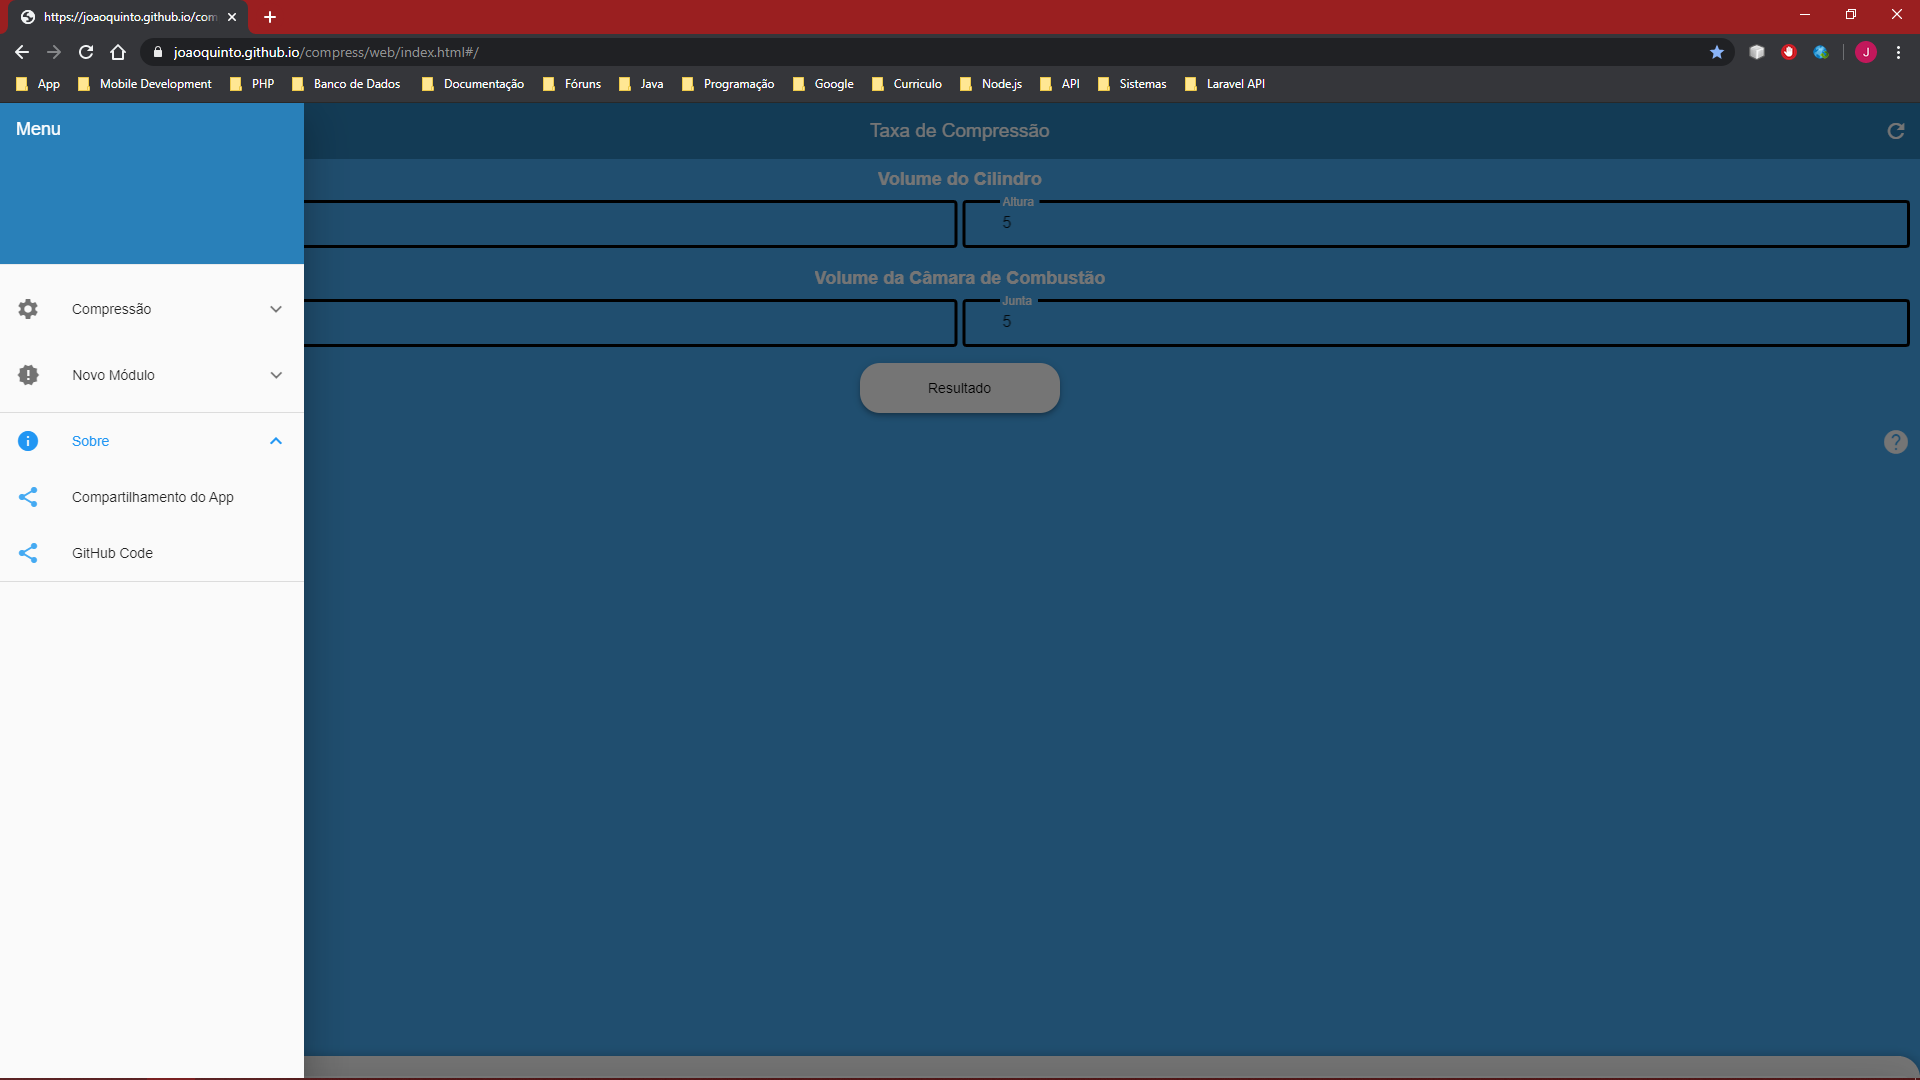 https://joaoquinto.github.io/com
joaoquinto.github.io/compress/web/index.html#/
J
App Mobile Development PHP Banco de Dados Documentação Fóruns Java Programação Google Curriculo Node.js API Sistemas Laravel API
Menu
Compressão
Novo Módulo
Sobre
Compartilhamento do App
GitHub Code
Taxa de Compressão
Volume do Cilindro
Altura
5
Volume da Câmara de Combustão
Junta
5
Resultado